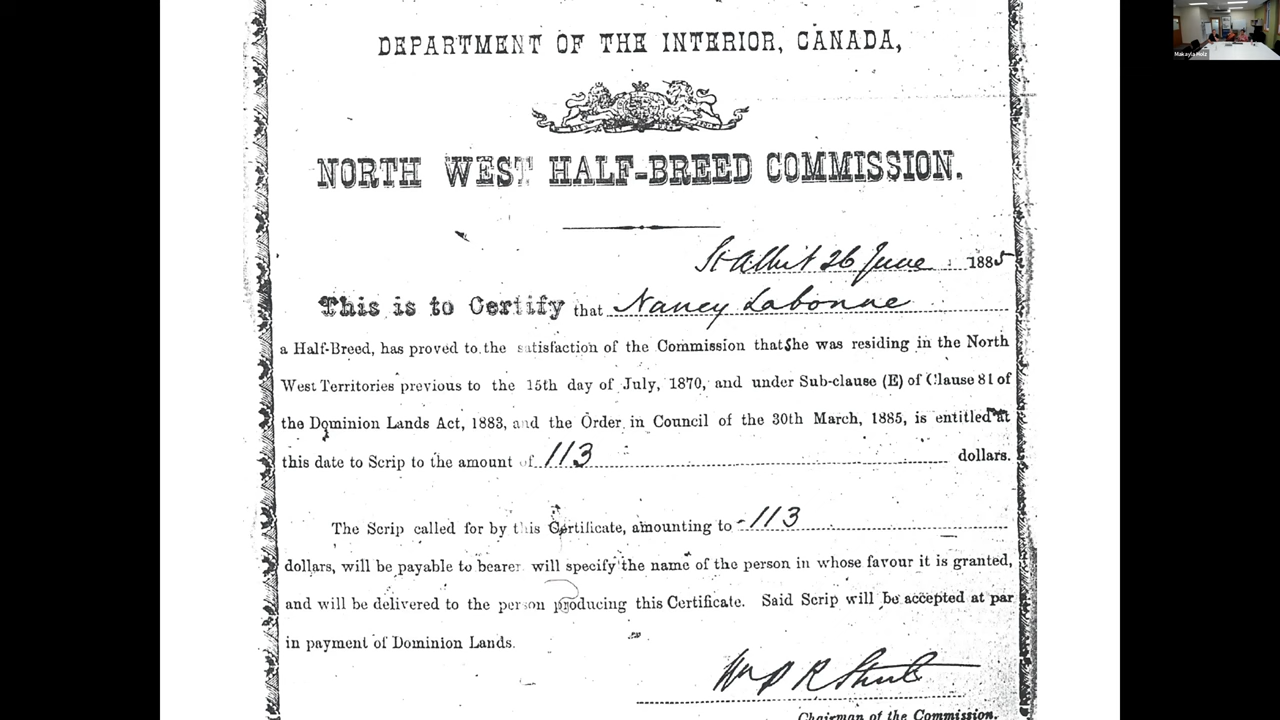 Makayla Holz
DEPARTMENT OF THE INTERIOR, CANADA,
NORTH WEST HALF-BREED COMMISSION.
St Albert 26 June 1885
This is to Certify that Nancy Labonne
a Half-Breed, has proved to the satisfaction of the Commission that She was residing in the North
West Territories previous to the 15th day of July, 1870, and under Sub-clause (E) of Clause 81 of
the Dominion Lands Act, 1883, and the Order in Council of the 30th March, 1885, is entitled at
this date to Scrip to the amount of 113 dollars.
The Scrip called for by this Certificate, amounting to 113
dollars, will be payable to bearer will specify the name of the person in whose favour it is granted,
and will be delivered to the person producing this Certificate. Said Scrip will be accepted at par
in payment of Dominion Lands.
Wm P R Street
Chairman of the Commission.